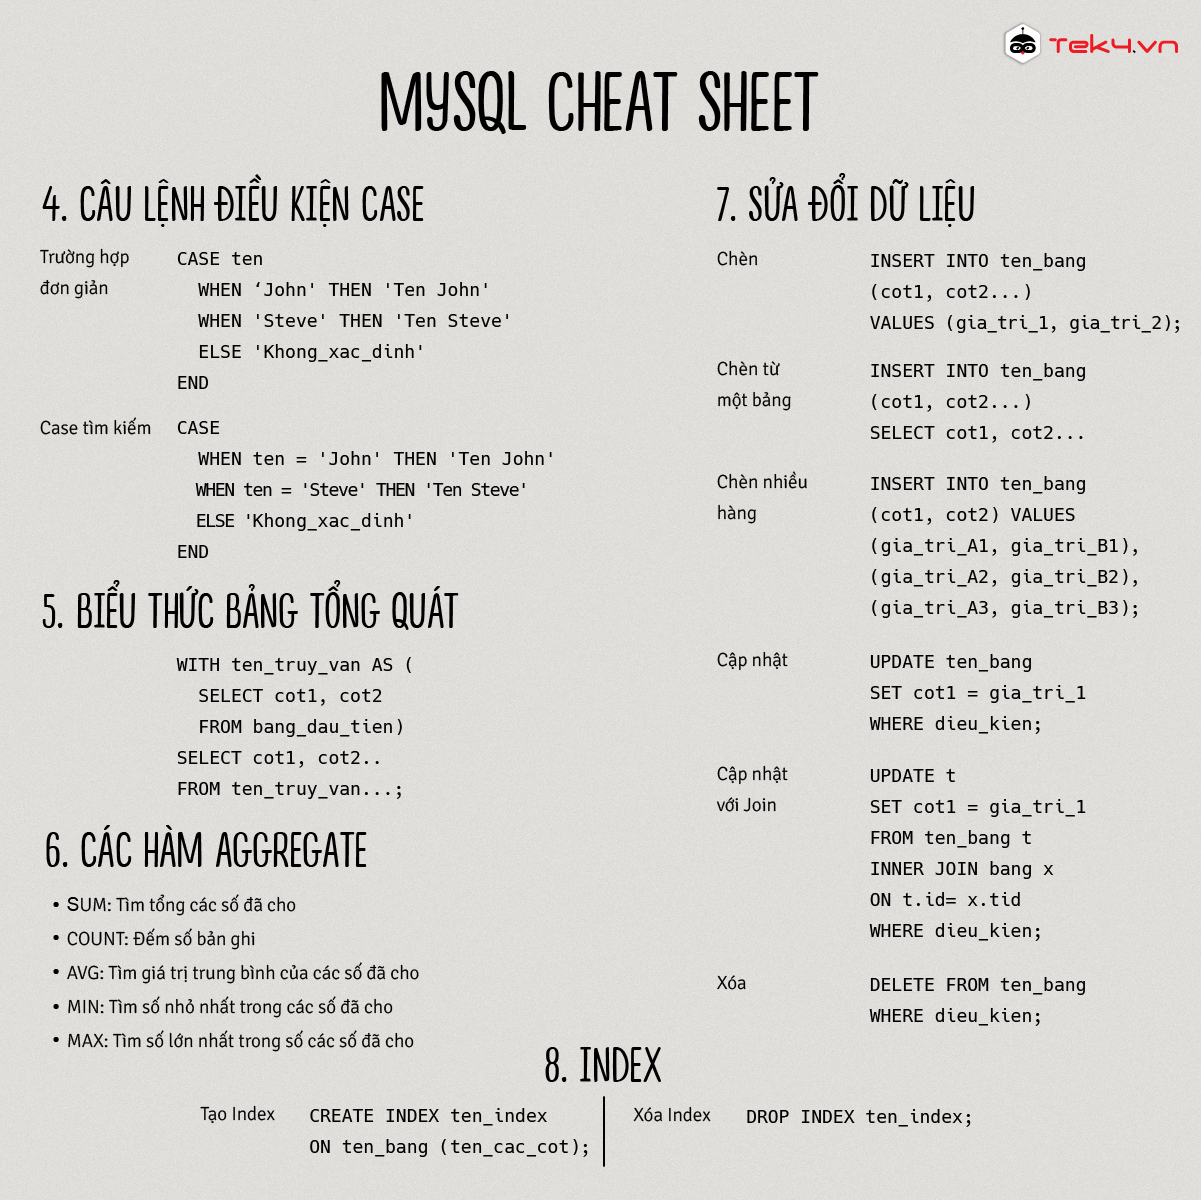 Tek4.vn
MYSQL CHEAT SHEET
4. CÂU LỆNH ĐIỀU KIỆN CASE
Trường hợp
đơn giản
CASE ten
WHEN ‘John' THEN 'Ten John'
WHEN 'Steve' THEN 'Ten Steve'
ELSE 'Khong_xac_dinh'
END
Case tìm kiếm
CASE
WHEN ten = 'John' THEN 'Ten John'
WHEN ten = 'Steve' THEN 'Ten Steve'
ELSE 'Khong_xac_dinh'
END
5. BIỂU THỨC BẢNG TỔNG QUÁT
WITH ten_truy_van AS (
SELECT cot1, cot2
FROM bang_dau_tien)
SELECT cot1, cot2..
FROM ten_truy_van...;
6. CÁC HÀM AGGREGATE
• SUM: Tìm tổng các số đã cho
• COUNT: Đếm số bản ghi
• AVG: Tìm giá trị trung bình của các số đã cho
• MIN: Tìm số nhỏ nhất trong các số đã cho
• MAX: Tìm số lớn nhất trong số các số đã cho
7. SỬA ĐỔI DỮ LIỆU
Chèn
INSERT INTO ten_bang
(cot1, cot2...)
VALUES (gia_tri_1, gia_tri_2);
Chèn từ
một bảng
INSERT INTO ten_bang
(cot1, cot2...)
SELECT cot1, cot2...
Chèn nhiều
hàng
INSERT INTO ten_bang
(cot1, cot2) VALUES
(gia_tri_A1, gia_tri_B1),
(gia_tri_A2, gia_tri_B2),
(gia_tri_A3, gia_tri_B3);
Cập nhật
UPDATE ten_bang
SET cot1 = gia_tri_1
WHERE dieu_kien;
Cập nhật
với Join
UPDATE t
SET cot1 = gia_tri_1
FROM ten_bang t
INNER JOIN bang x
ON t.id= x.tid
WHERE dieu_kien;
Xóa
DELETE FROM ten_bang
WHERE dieu_kien;
8. INDEX
Tạo Index
CREATE INDEX ten_index
ON ten_bang (ten_cac_cot);
Xóa Index
DROP INDEX ten_index;